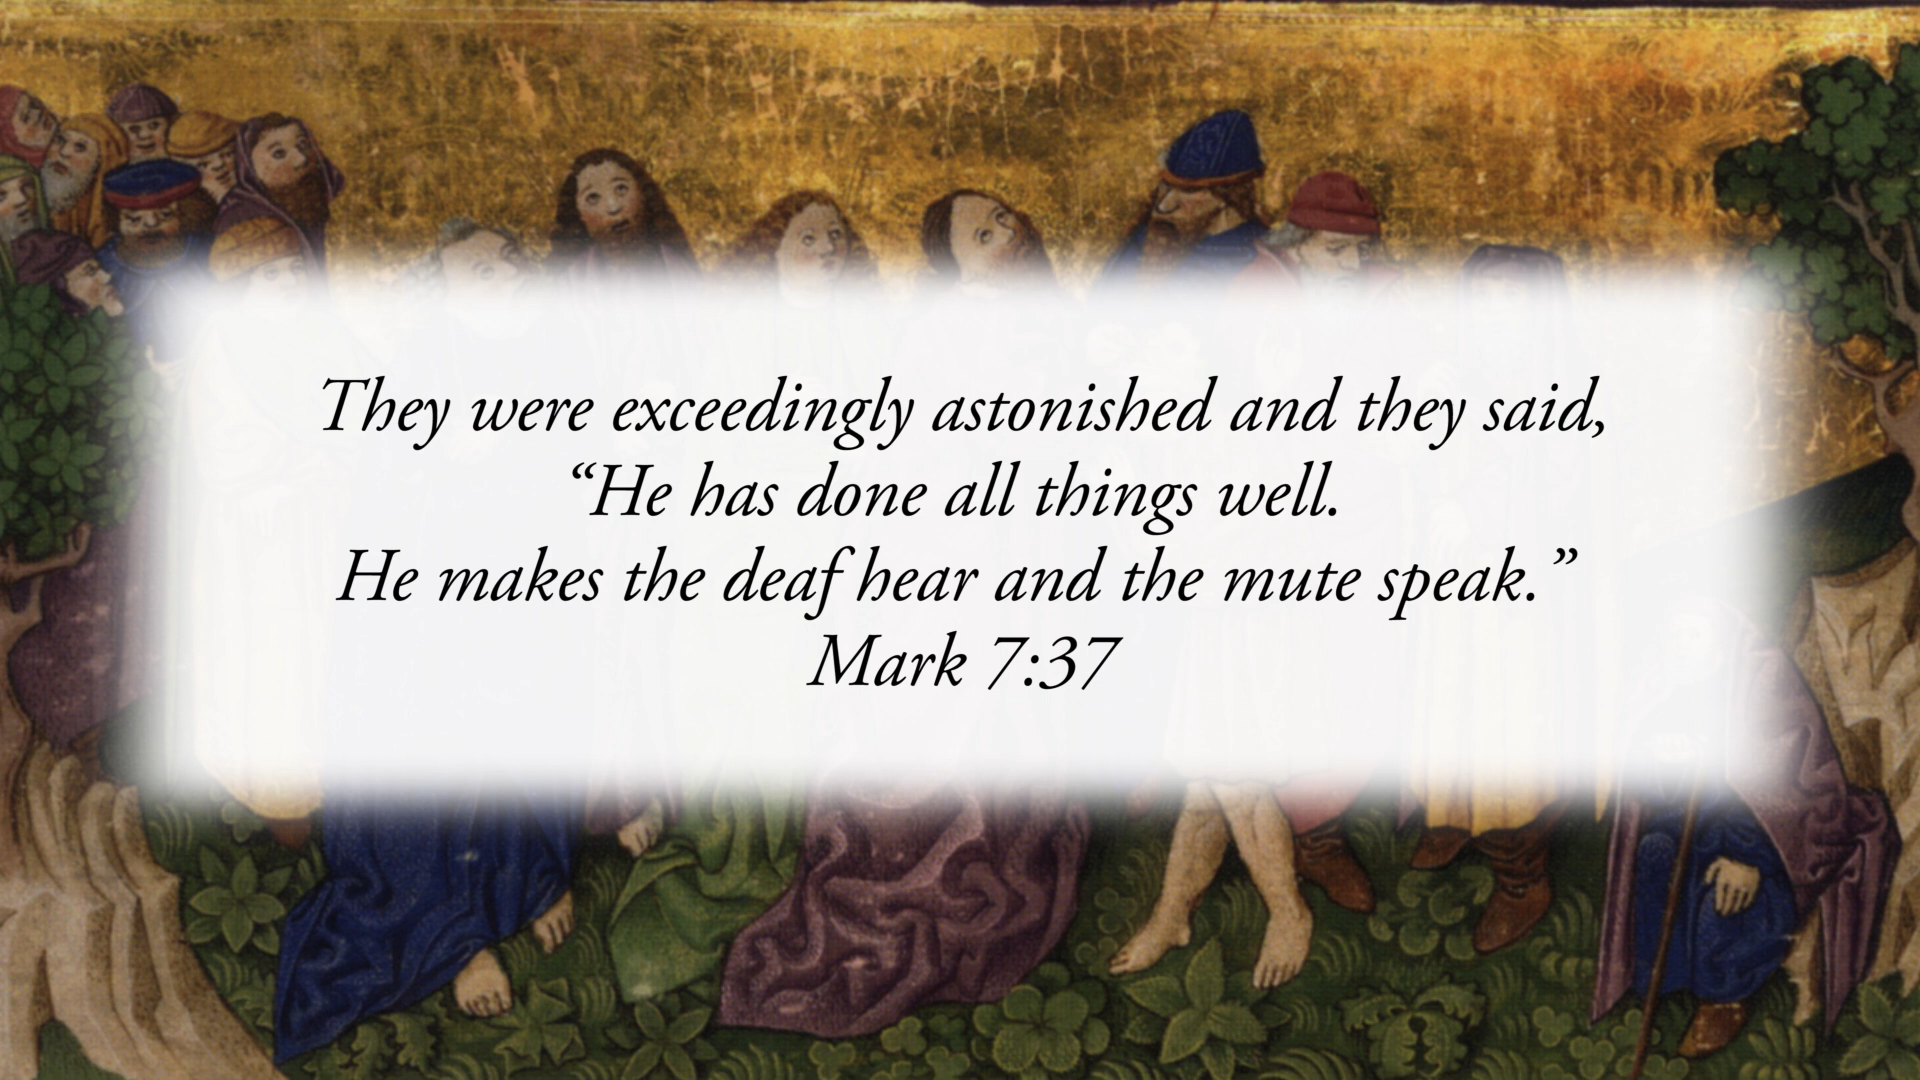 They were exceedingly astonished and they said,
“He has done all things well.
He makes the deaf hear and the mute speak.”
Mark 7:37